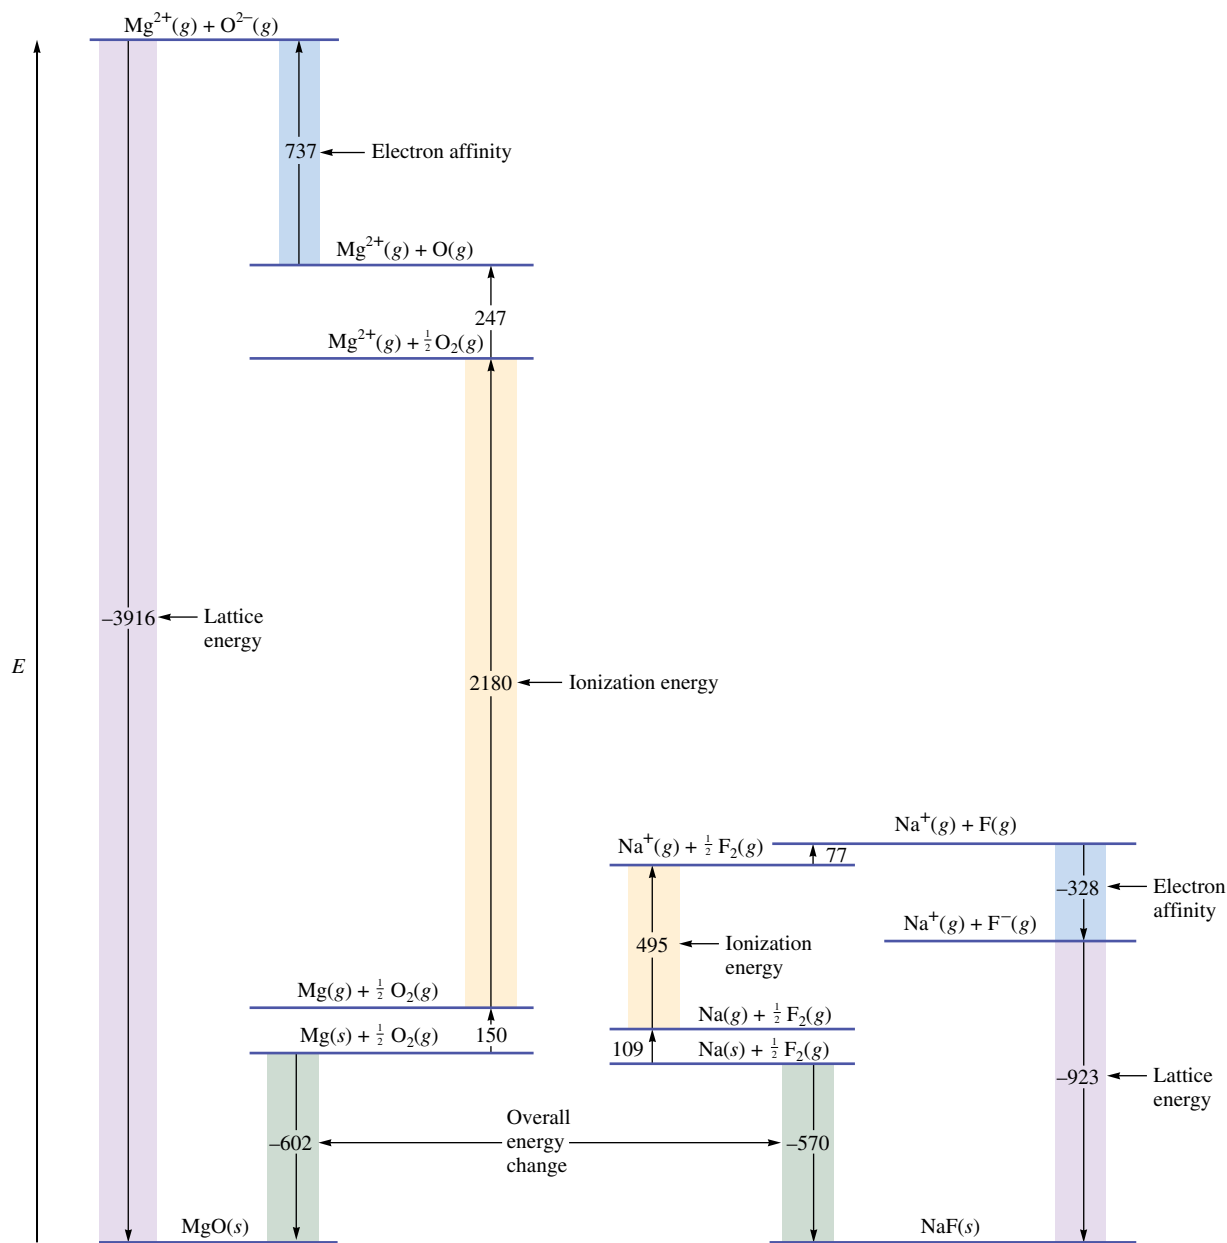 Mg²⁺(g) + O²⁻(g)
737
Electron affinity
Mg²⁺(g) + O(g)
247
Mg²⁺(g) + ½ O₂(g)
–3916
Lattice
energy
E
2180
Ionization energy
Na⁺(g) + F(g)
Na⁺(g) + ½ F₂(g)
77
–328
Electron
affinity
Na⁺(g) + F⁻(g)
495
Ionization
energy
Mg(g) + ½ O₂(g)
Na(g) + ½ F₂(g)
Mg(s) + ½ O₂(g)
150
109
Na(s) + ½ F₂(g)
–923
Lattice
energy
Overall
energy
change
–602
–570
MgO(s)
NaF(s)